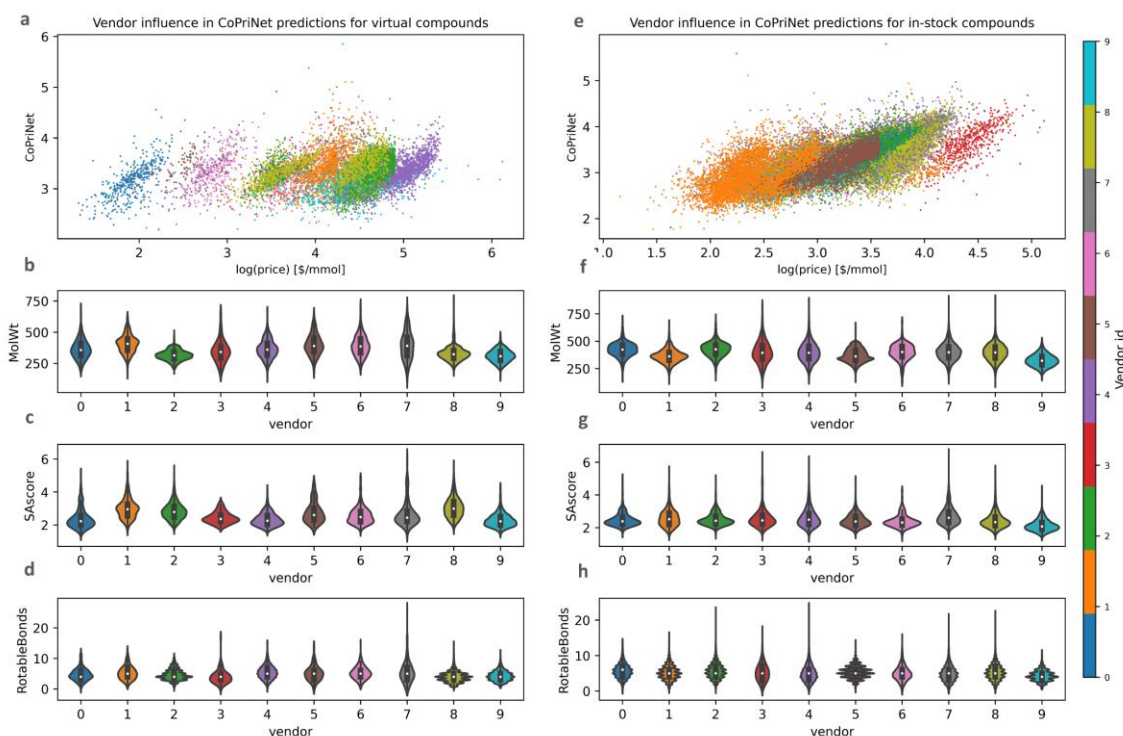 a
Vendor influence in CoPriNet predictions for virtual compounds
6
5
4
3
CoPriNet
2
3
4
5
6
log(price) [$/mmol]
b
750
500
250
MolWt
0 1 2 3 4 5 6 7 8 9
vendor
c
6
4
2
SAscore
0 1 2 3 4 5 6 7 8 9
vendor
d
20
10
0
RotableBonds
0 1 2 3 4 5 6 7 8 9
vendor
e
Vendor influence in CoPriNet predictions for in-stock compounds
5
4
3
2
CoPriNet
1.0 1.5 2.0 2.5 3.0 3.5 4.0 4.5 5.0
log(price) [$/mmol]
f
750
500
250
MolWt
0 1 2 3 4 5 6 7 8 9
vendor
g
6
4
2
SAscore
0 1 2 3 4 5 6 7 8 9
vendor
h
20
10
0
RotableBonds
0 1 2 3 4 5 6 7 8 9
vendor
9
8
7
6
5
4
3
2
1
0
Vendor id